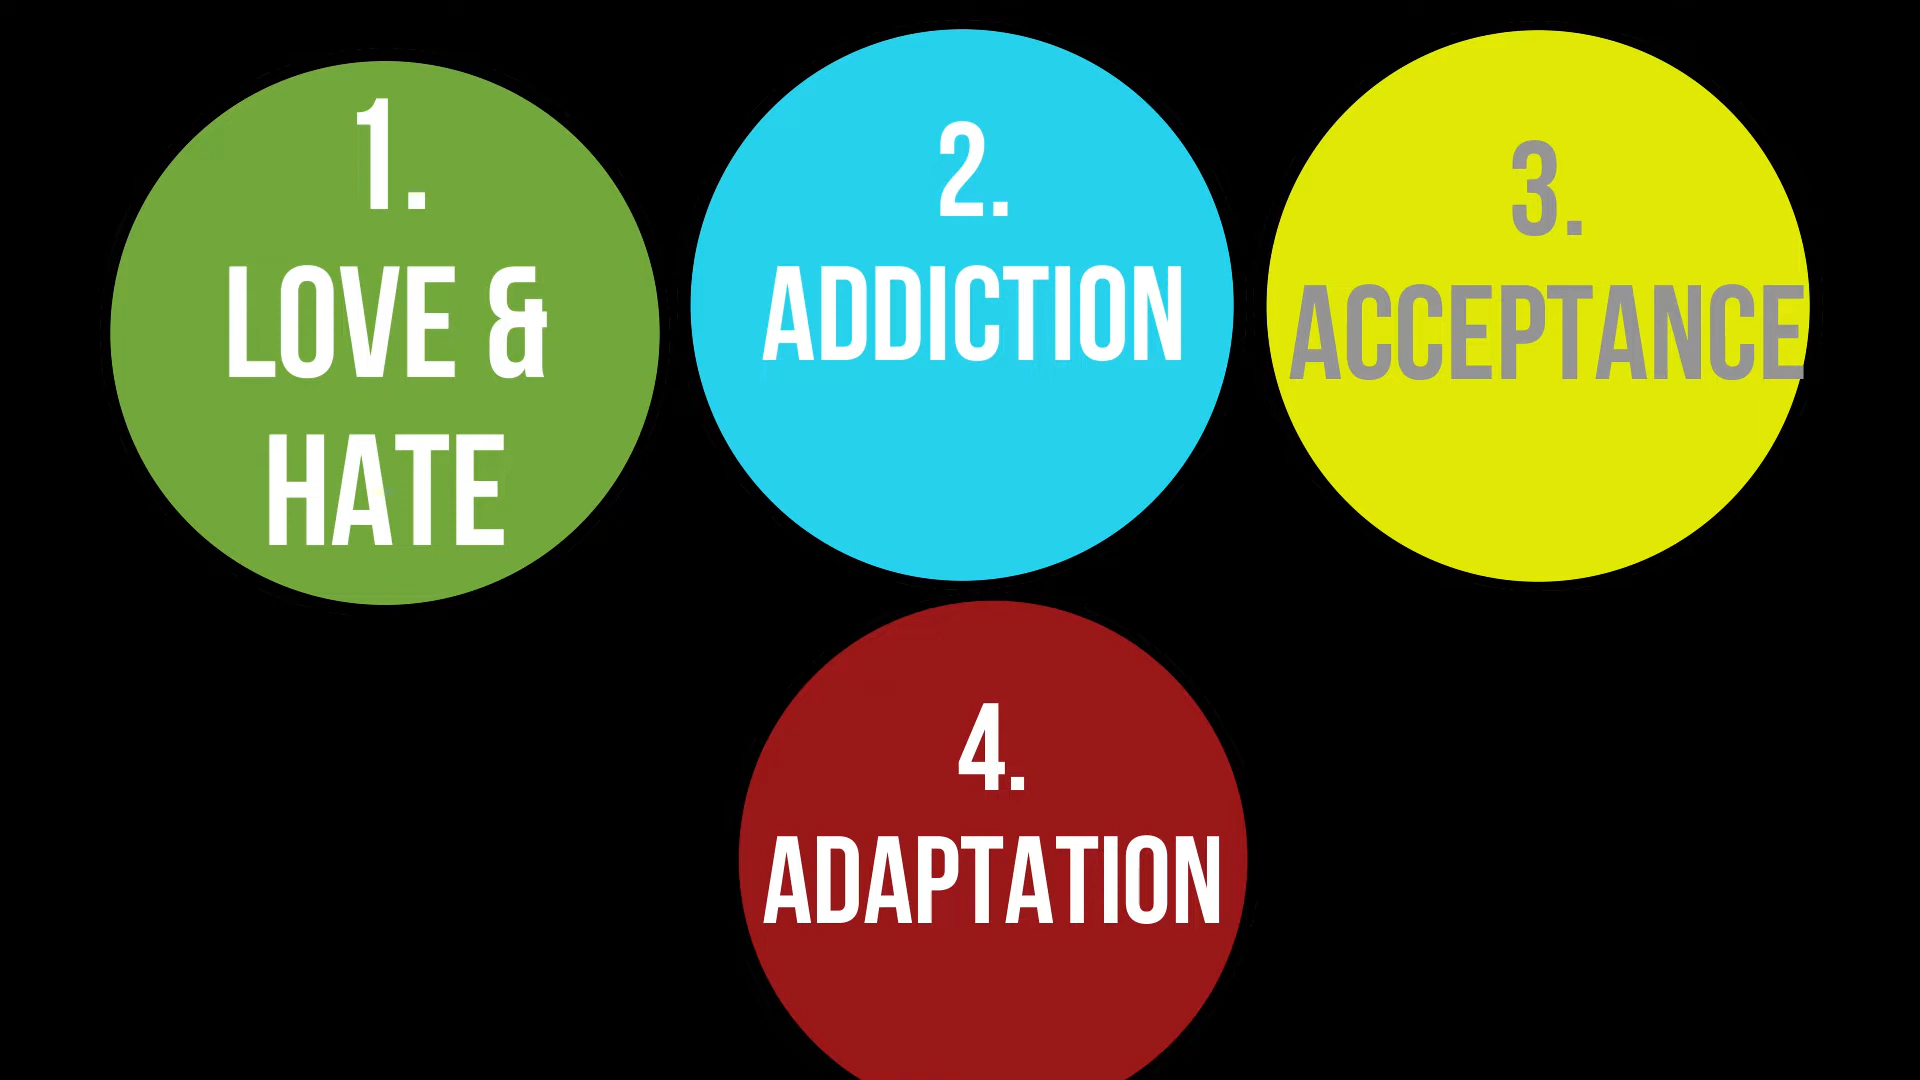 1.
LOVE &
HATE
2.
ADDICTION
3.
ACCEPTANCE
4.
ADAPTATION